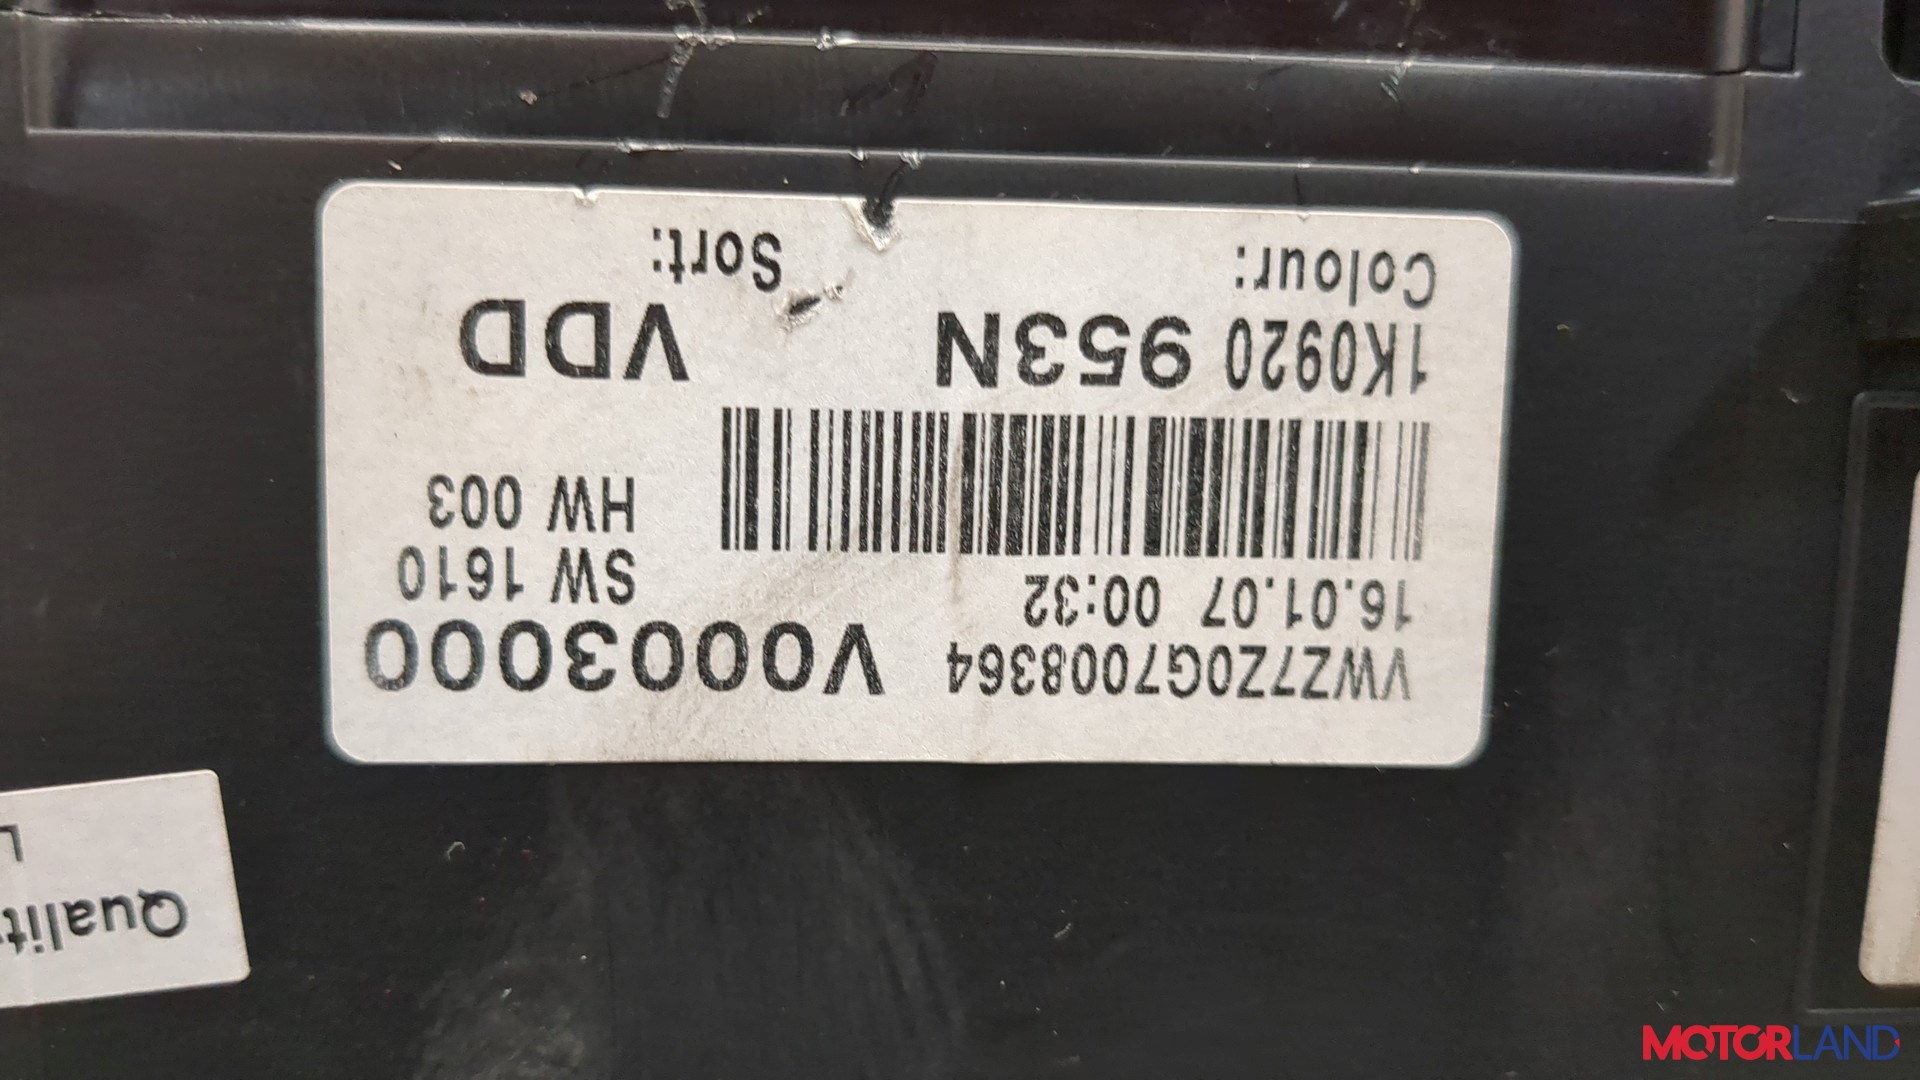 VWZ7Z0G7008364 V0003000
16.01.07 00:32 SW 1610
HW 003
1K0920 953N VDD
Colour: Sort:
Qualit
L
MOTORLAND